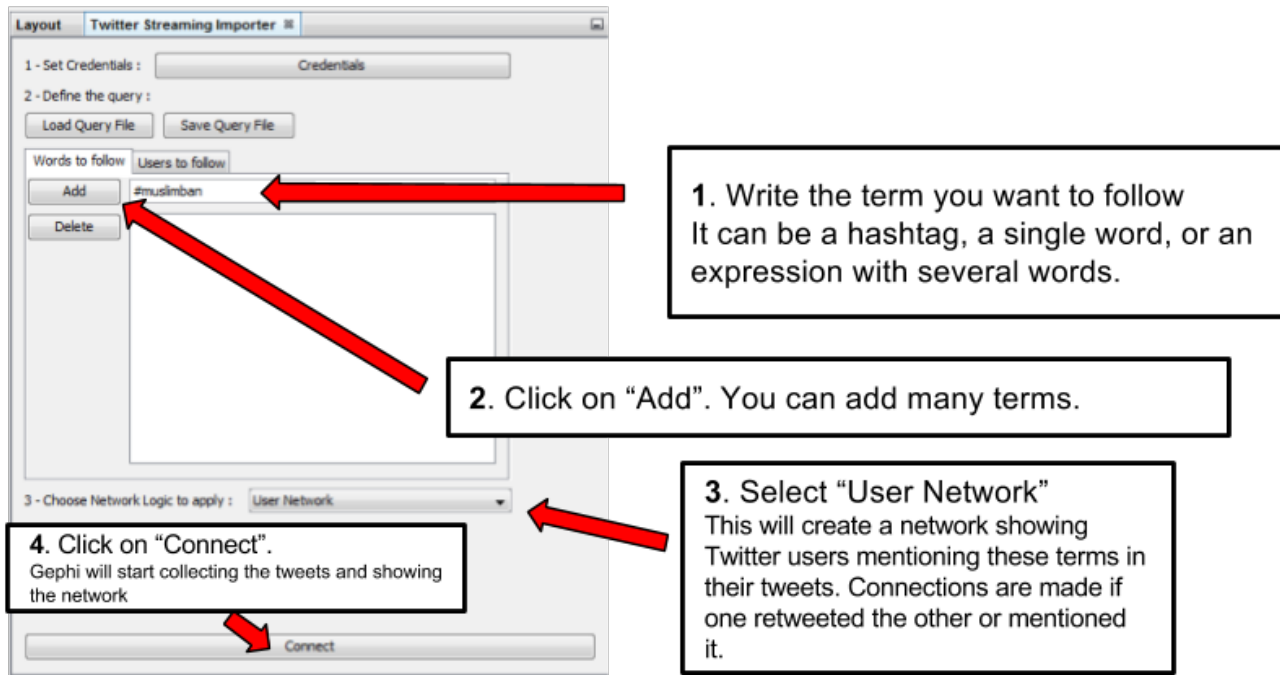 Layout Twitter Streaming Importer
1 - Set Credentials : Credentials
2 - Define the query :
Load Query File Save Query File
Words to follow Users to follow
Add #muslimban
Delete
1. Write the term you want to follow
It can be a hashtag, a single word, or an
expression with several words.
2. Click on “Add”. You can add many terms.
3 - Choose Network Logic to apply : User Network
3. Select “User Network”
This will create a network showing
Twitter users mentioning these terms in
their tweets. Connections are made if
one retweeted the other or mentioned
it.
4. Click on “Connect”.
Gephi will start collecting the tweets and showing
the network
Connect